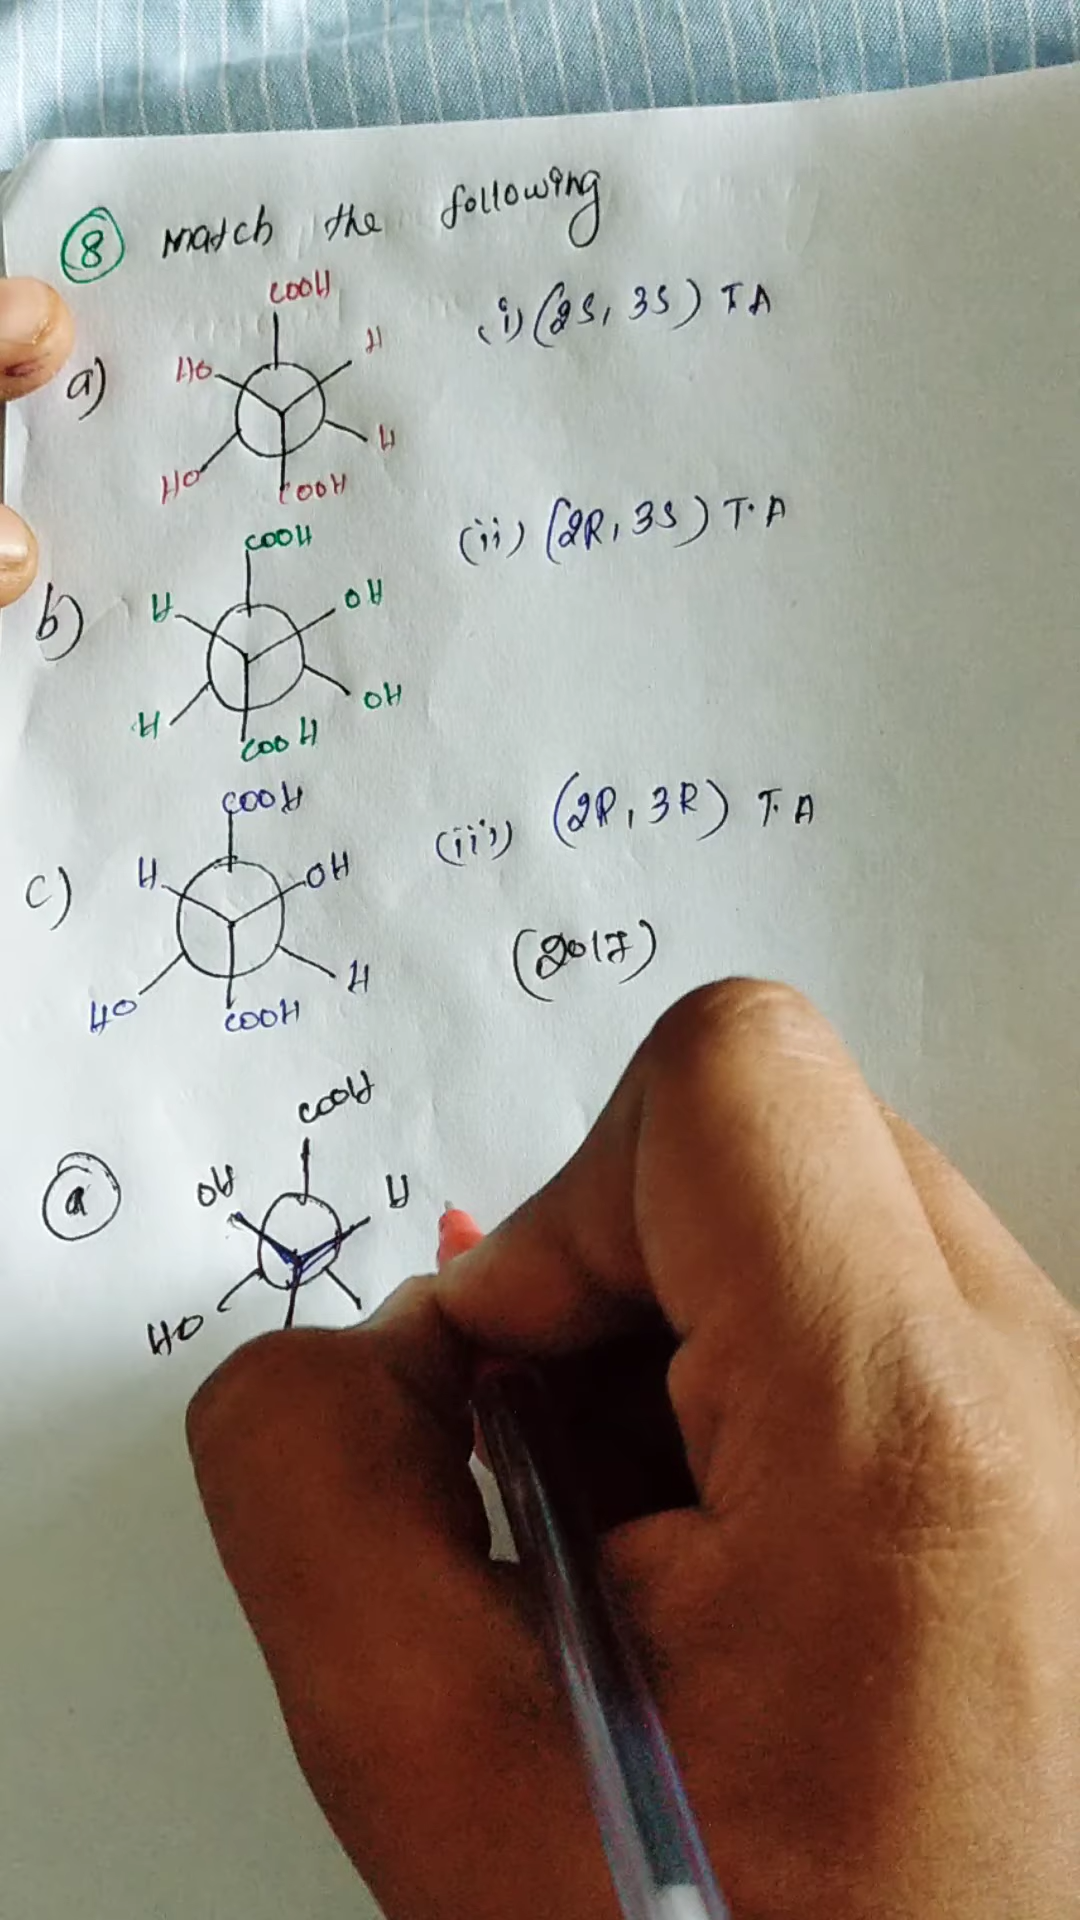 8 Match the following
a) COOH
HO H
HO H
COOH
(i) (2S, 3S) T.A
b) COOH
H OH
H OH
COOH
(ii) (2R, 3S) T.A
c) COOH
H OH
HO H
COOH
(iii) (2R, 3R) T.A
(2017)
a COOH
OH H
HO